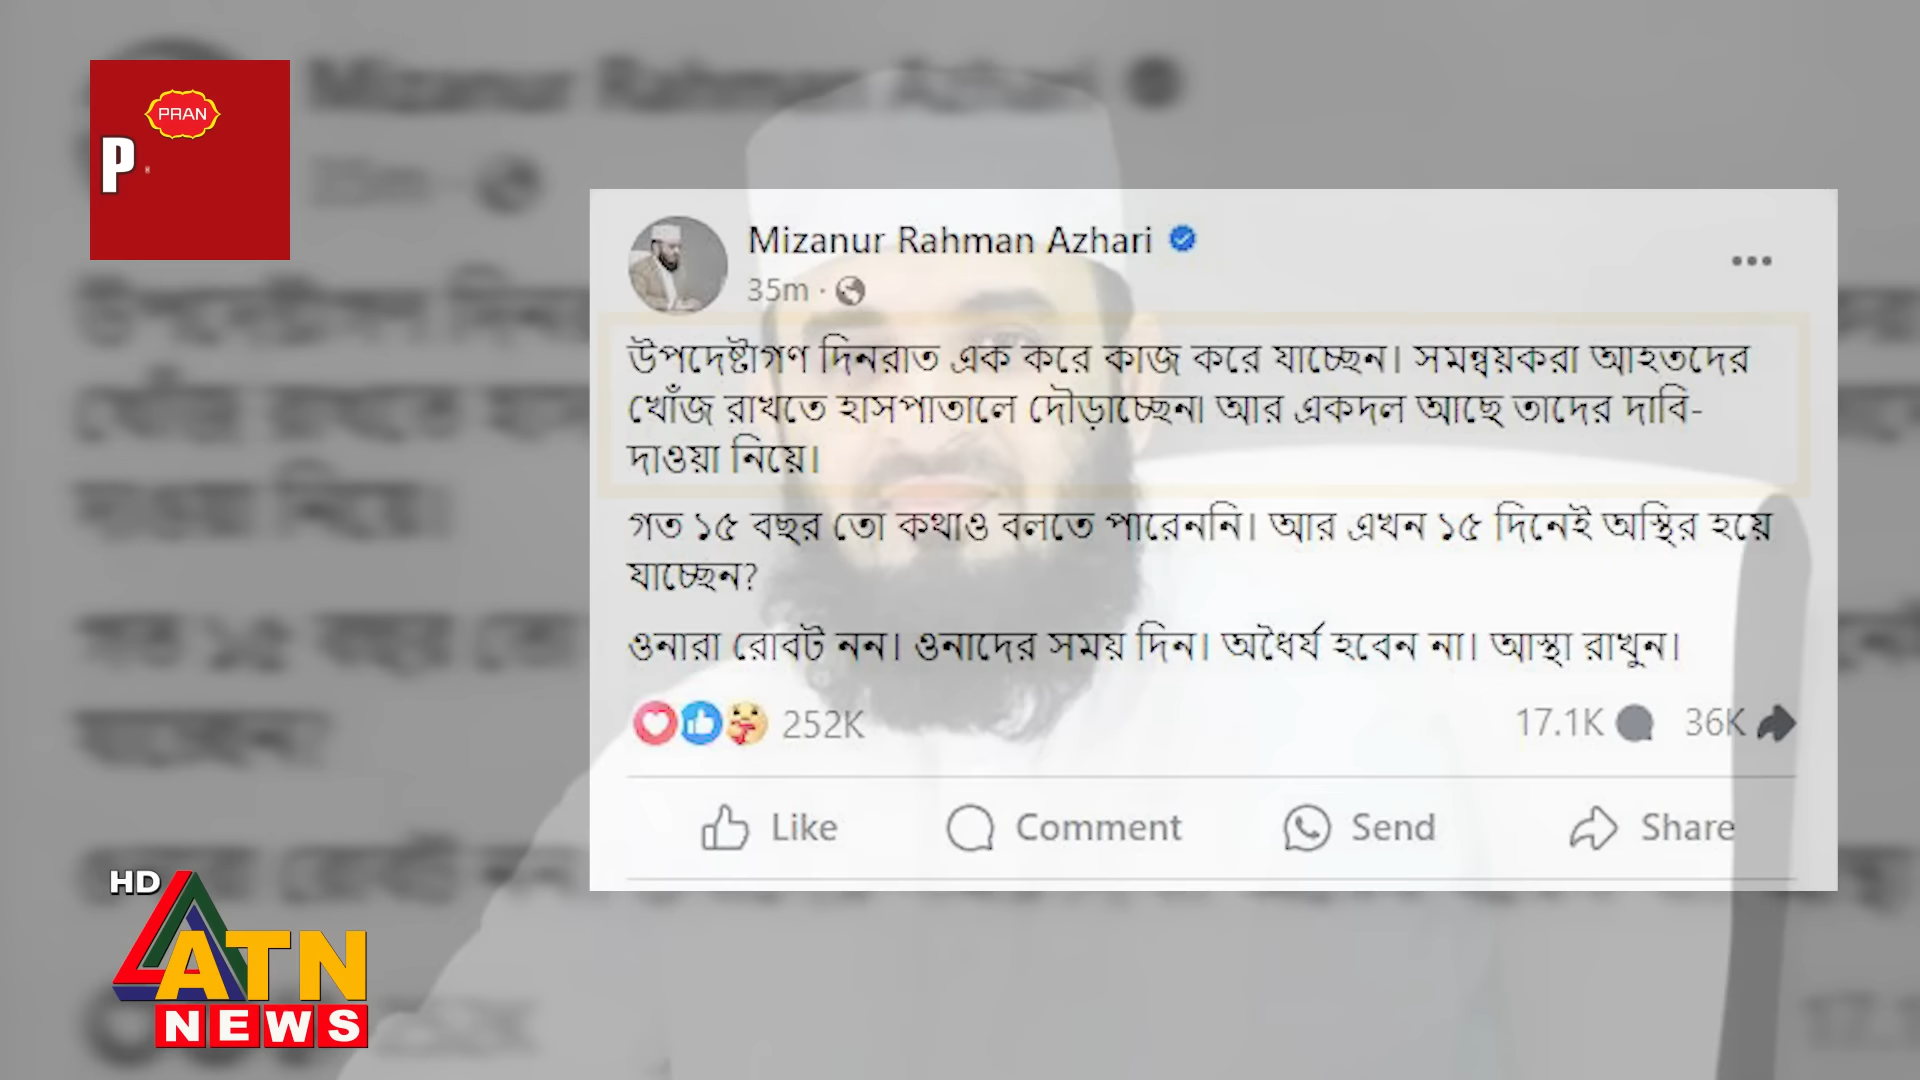 PRAN
P
Mizanur Rahman Azhari
35m ·
উপদেষ্টাগণ দিনরাত এক করে কাজ করে যাচ্ছেন। সমন্বয়করা আহতদের
খোঁজ রাখতে হাসপাতালে দৌড়াচ্ছেন। আর একদল আছে তাদের দাবি-
দাওয়া নিয়ে।
গত ১৫ বছর তো কথাও বলতে পারেননি। আর এখন ১৫ দিনেই অস্থির হয়ে
যাচ্ছেন?
ওনারা রোবট নন। ওনাদের সময় দিন। অধৈর্য হবেন না। আস্থা রাখুন।
252K 17.1K 36K
Like Comment Send Share
HD
ATN
NEWS